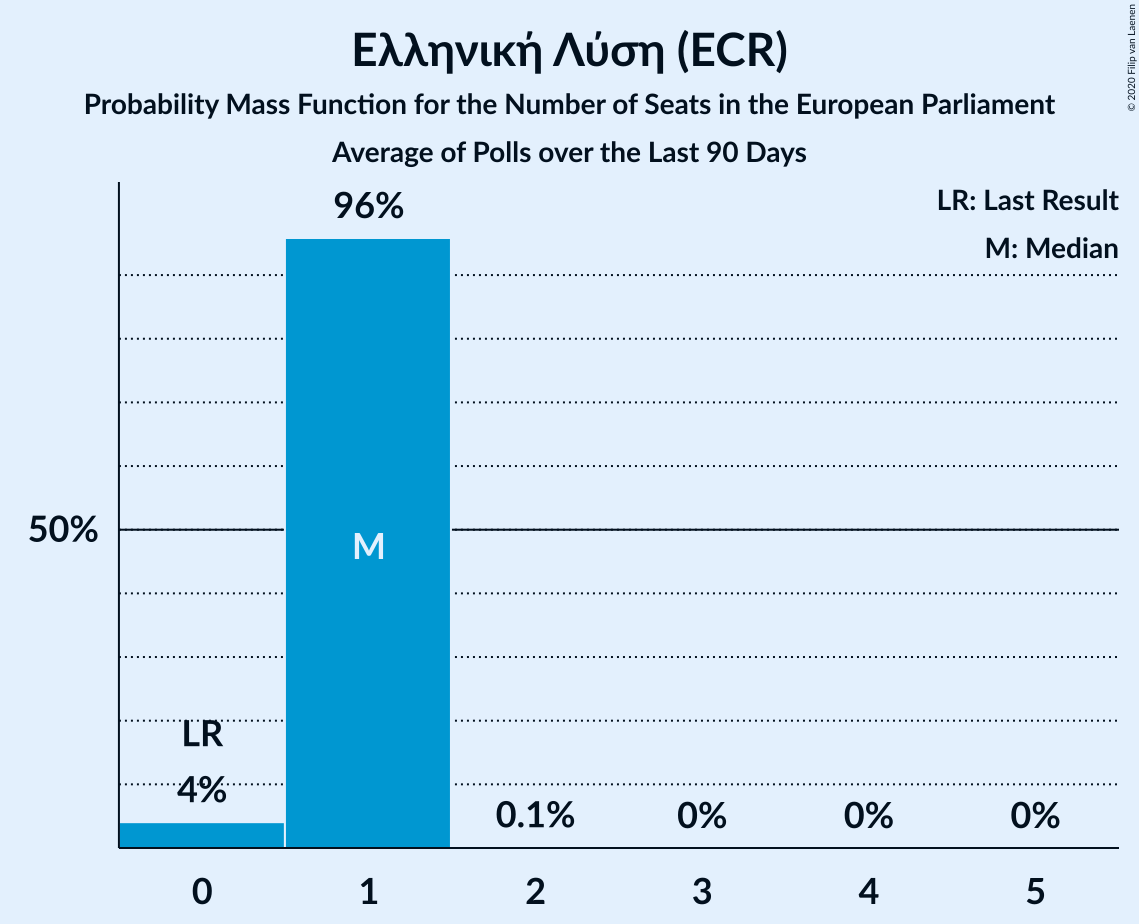 Ελληνική Λύση (ECR)
Probability Mass Function for the Number of Seats in the European Parliament
Average of Polls over the Last 90 Days
© 2020 Filip van Laenen
LR: Last Result
M: Median
96%
50%
M
LR
4%
0.1%
0%
0%
0%
0 1 2 3 4 5